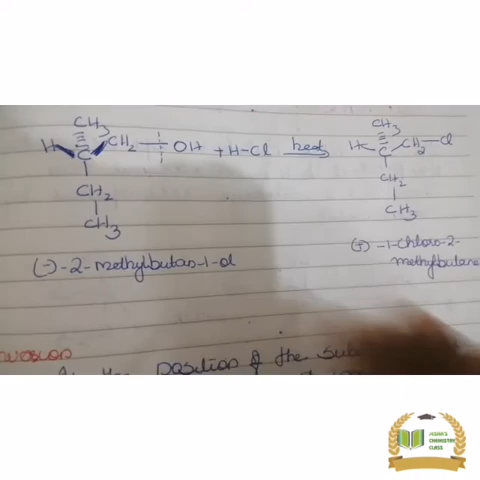 CH3
H C CH2 — OH + H-Cl heat
CH2
CH3
(-)-2-methylbutan-1-ol
CH3
H C CH2 — Cl
CH2
CH3
(+)-1-chloro-2-
methylbutane
position of the
CHEMISTRY
CLASS